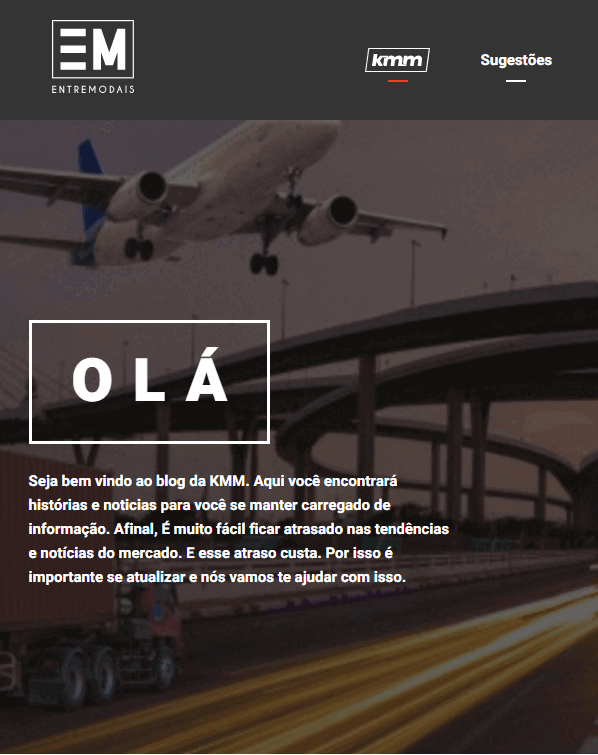 EM
ENTREMODAIS
kmm
Sugestões
OLÁ
Seja bem vindo ao blog da KMM. Aqui você encontrará
histórias e noticias para você se manter carregado de
informação. Afinal, É muito fácil ficar atrasado nas tendências
e notícias do mercado. E esse atraso custa. Por isso é
importante se atualizar e nós vamos te ajudar com isso.